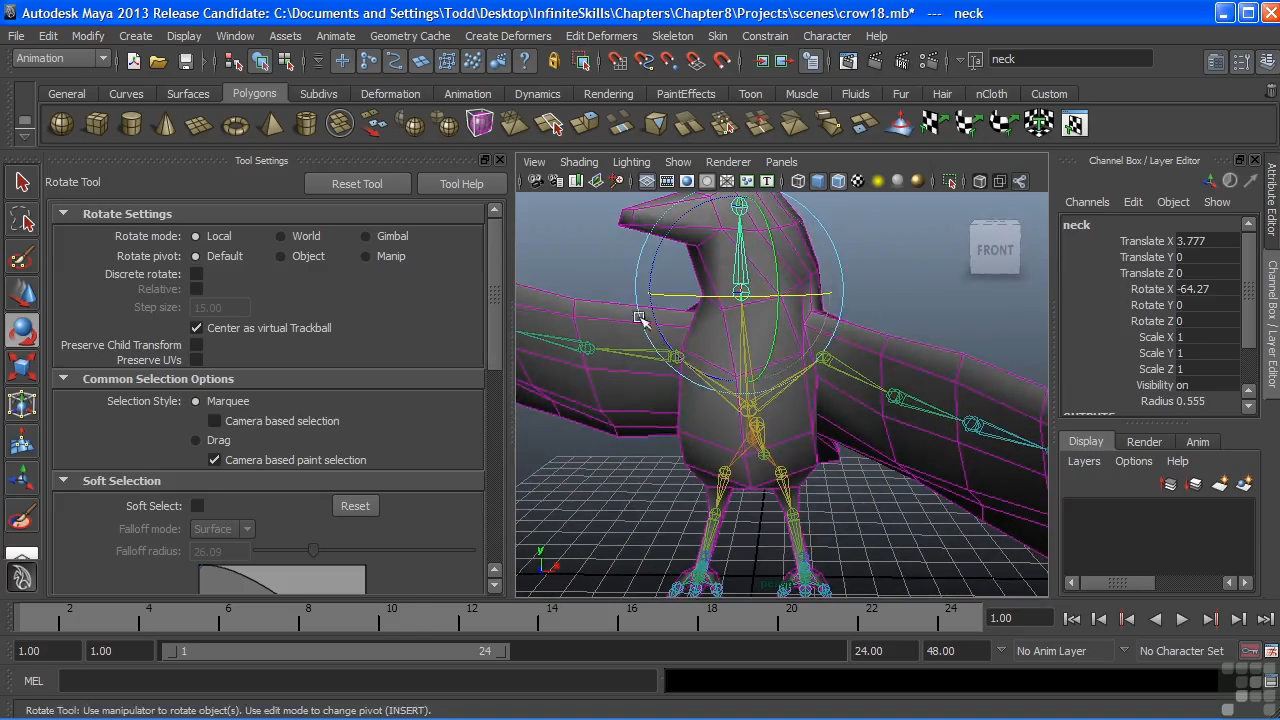 Autodesk Maya 2013 Release Candidate: C:\Documents and Settings\Todd\Desktop\InfiniteSkills\Chapters\Chapter8\Projects\scenes\crow18.mb* --- neck
File Edit Modify Create Display Window Assets Animate Geometry Cache Create Deformers Edit Deformers Skeleton Skin Constrain Character Help
Animation neck
General Curves Surfaces Polygons Subdivs Deformation Animation Dynamics Rendering PaintEffects Toon Muscle Fluids Fur Hair nCloth Custom
Tool Settings
Rotate Tool Reset Tool Tool Help
Rotate Settings
Rotate mode: Local World Gimbal
Rotate pivot: Default Object Manip
Discrete rotate:
Relative:
Step size: 15.00
Center as virtual Trackball
Preserve Child Transform
Preserve UVs
Common Selection Options
Selection Style: Marquee
Camera based selection
Drag
Camera based paint selection
Soft Selection
Soft Select: Reset
Falloff mode: Surface
Falloff radius: 26.09
View Shading Lighting Show Renderer Panels
FRONT
y
Channel Box / Layer Editor
Channels Edit Object Show
neck
Translate X 3.777
Translate Y 0
Translate Z 0
Rotate X -64.27
Rotate Y 0
Rotate Z 0
Scale X 1
Scale Y 1
Scale Z 1
Visibility on
Radius 0.555
Display Render Anim
Layers Options Help
Attribute Editor
Channel Box / Layer Editor
2 4 6 8 10 12 14 16 18 20 22 24 1.00
1.00 1.00 1 24 24.00 48.00 No Anim Layer No Character Set
MEL
Rotate Tool: Use manipulator to rotate object(s). Use edit mode to change pivot (INSERT).